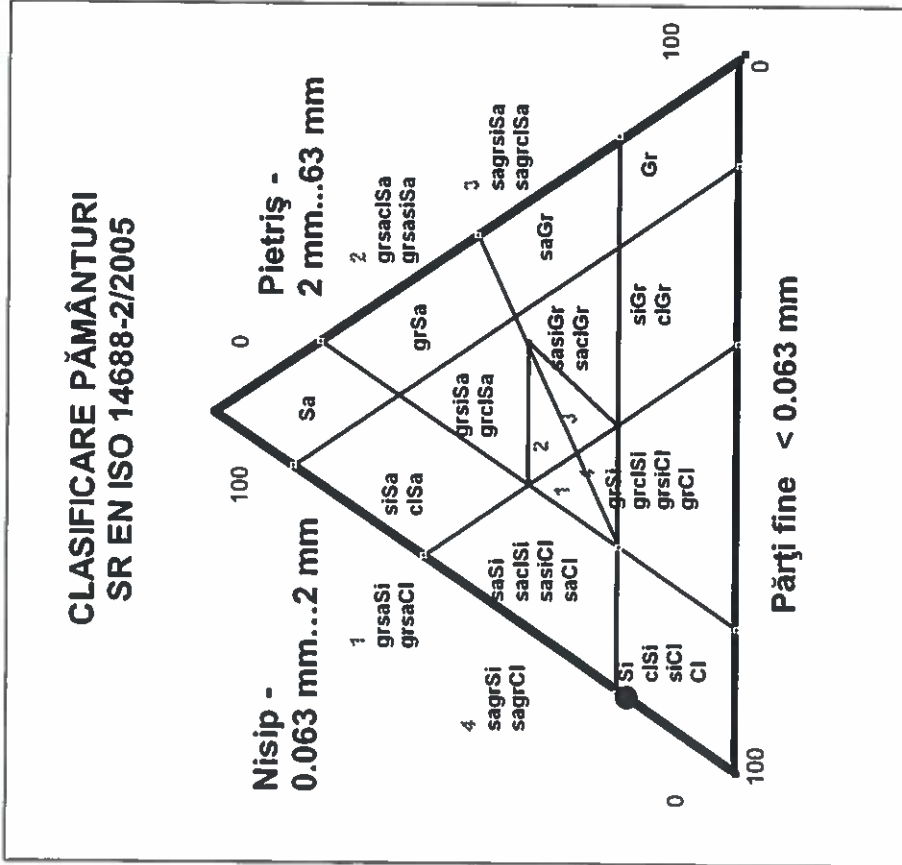 CLASIFICARE PĂMÂNTURI
SR EN ISO 14688-2/2005
Nisip -
0.063 mm...2 mm
Pietriş -
2 mm...63 mm
100
0
1
grsaSi
grsaCl
2
grsaclSa
grsasiSa
3
sagrsiSa
sagrclSa
4
sagrSi
sagrCl
Sa
siSa
clSa
grSa
grsiSa
grclSa
saSi
saclSi
sasiCl
saCl
saGr
sasiGr
saclGr
2
1
3
4
Si
clSi
siCl
Cl
grSi
grclSi
grsiCl
grCl
siGr
clGr
Gr
0
100
100
0
Părţi fine < 0.063 mm